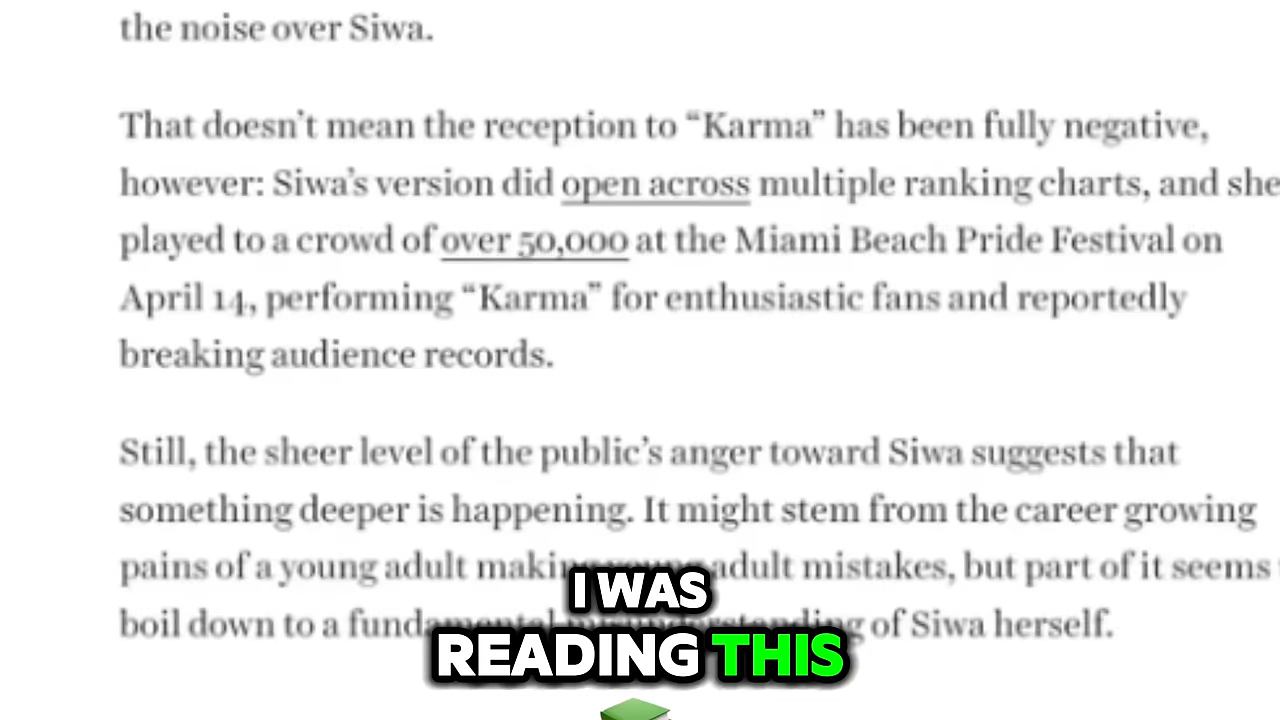 the noise over Siwa.
That doesn’t mean the reception to “Karma” has been fully negative,
however: Siwa’s version did open across multiple ranking charts, and she
played to a crowd of over 50,000 at the Miami Beach Pride Festival on
April 14, performing “Karma” for enthusiastic fans and reportedly
breaking audience records.
Still, the sheer level of the public’s anger toward Siwa suggests that
something deeper is happening. It might stem from the career growing
pains of a young adult making young adult mistakes, but part of it seems
boil down to a fundamental misunderstanding of Siwa herself.
I WAS
READING THIS